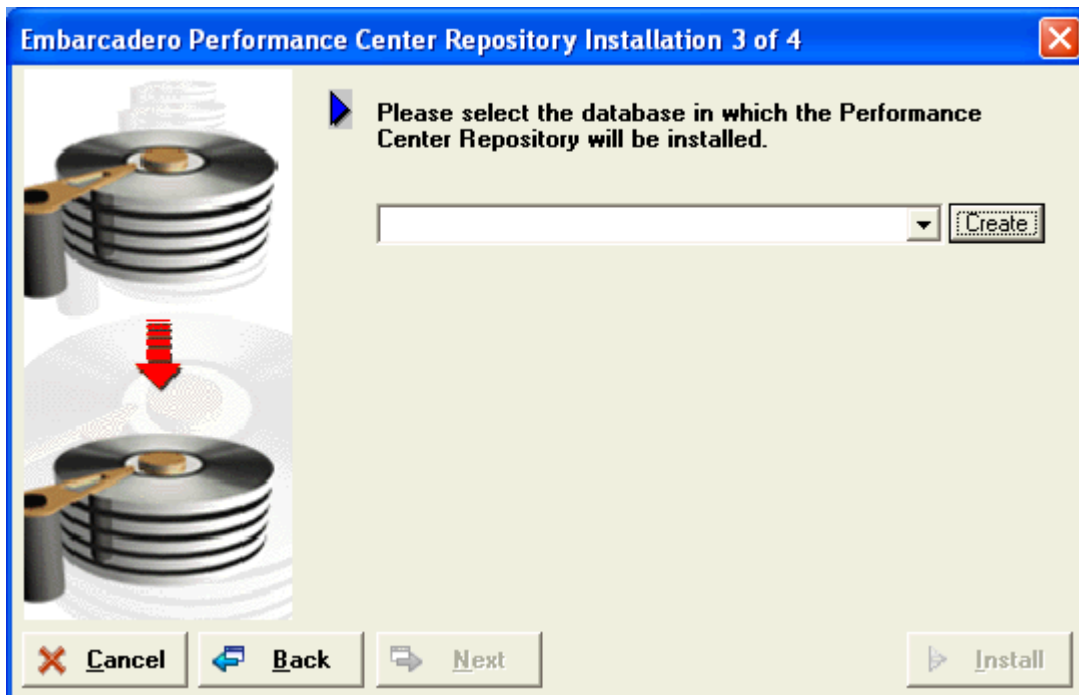 Embarcadero Performance Center Repository Installation 3 of 4
Please select the database in which the Performance
Center Repository will be installed.
Create
Cancel
Back
Next
Install